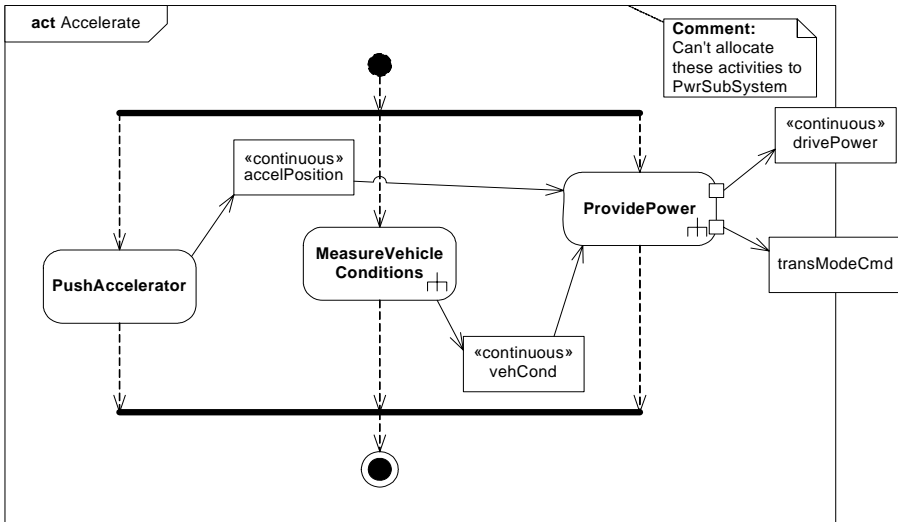 act Accelerate
Comment:
Can't allocate
these activities to
PwrSubSystem
«continuous»
drivePower
«continuous»
accelPosition
ProvidePower
MeasureVehicle
Conditions
PushAccelerator
transModeCmd
«continuous»
vehCond